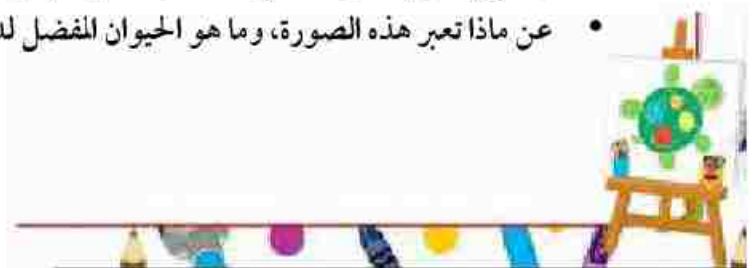 • عن ماذا تعبر هذه الصورة، وما هو الحيوان المفضل